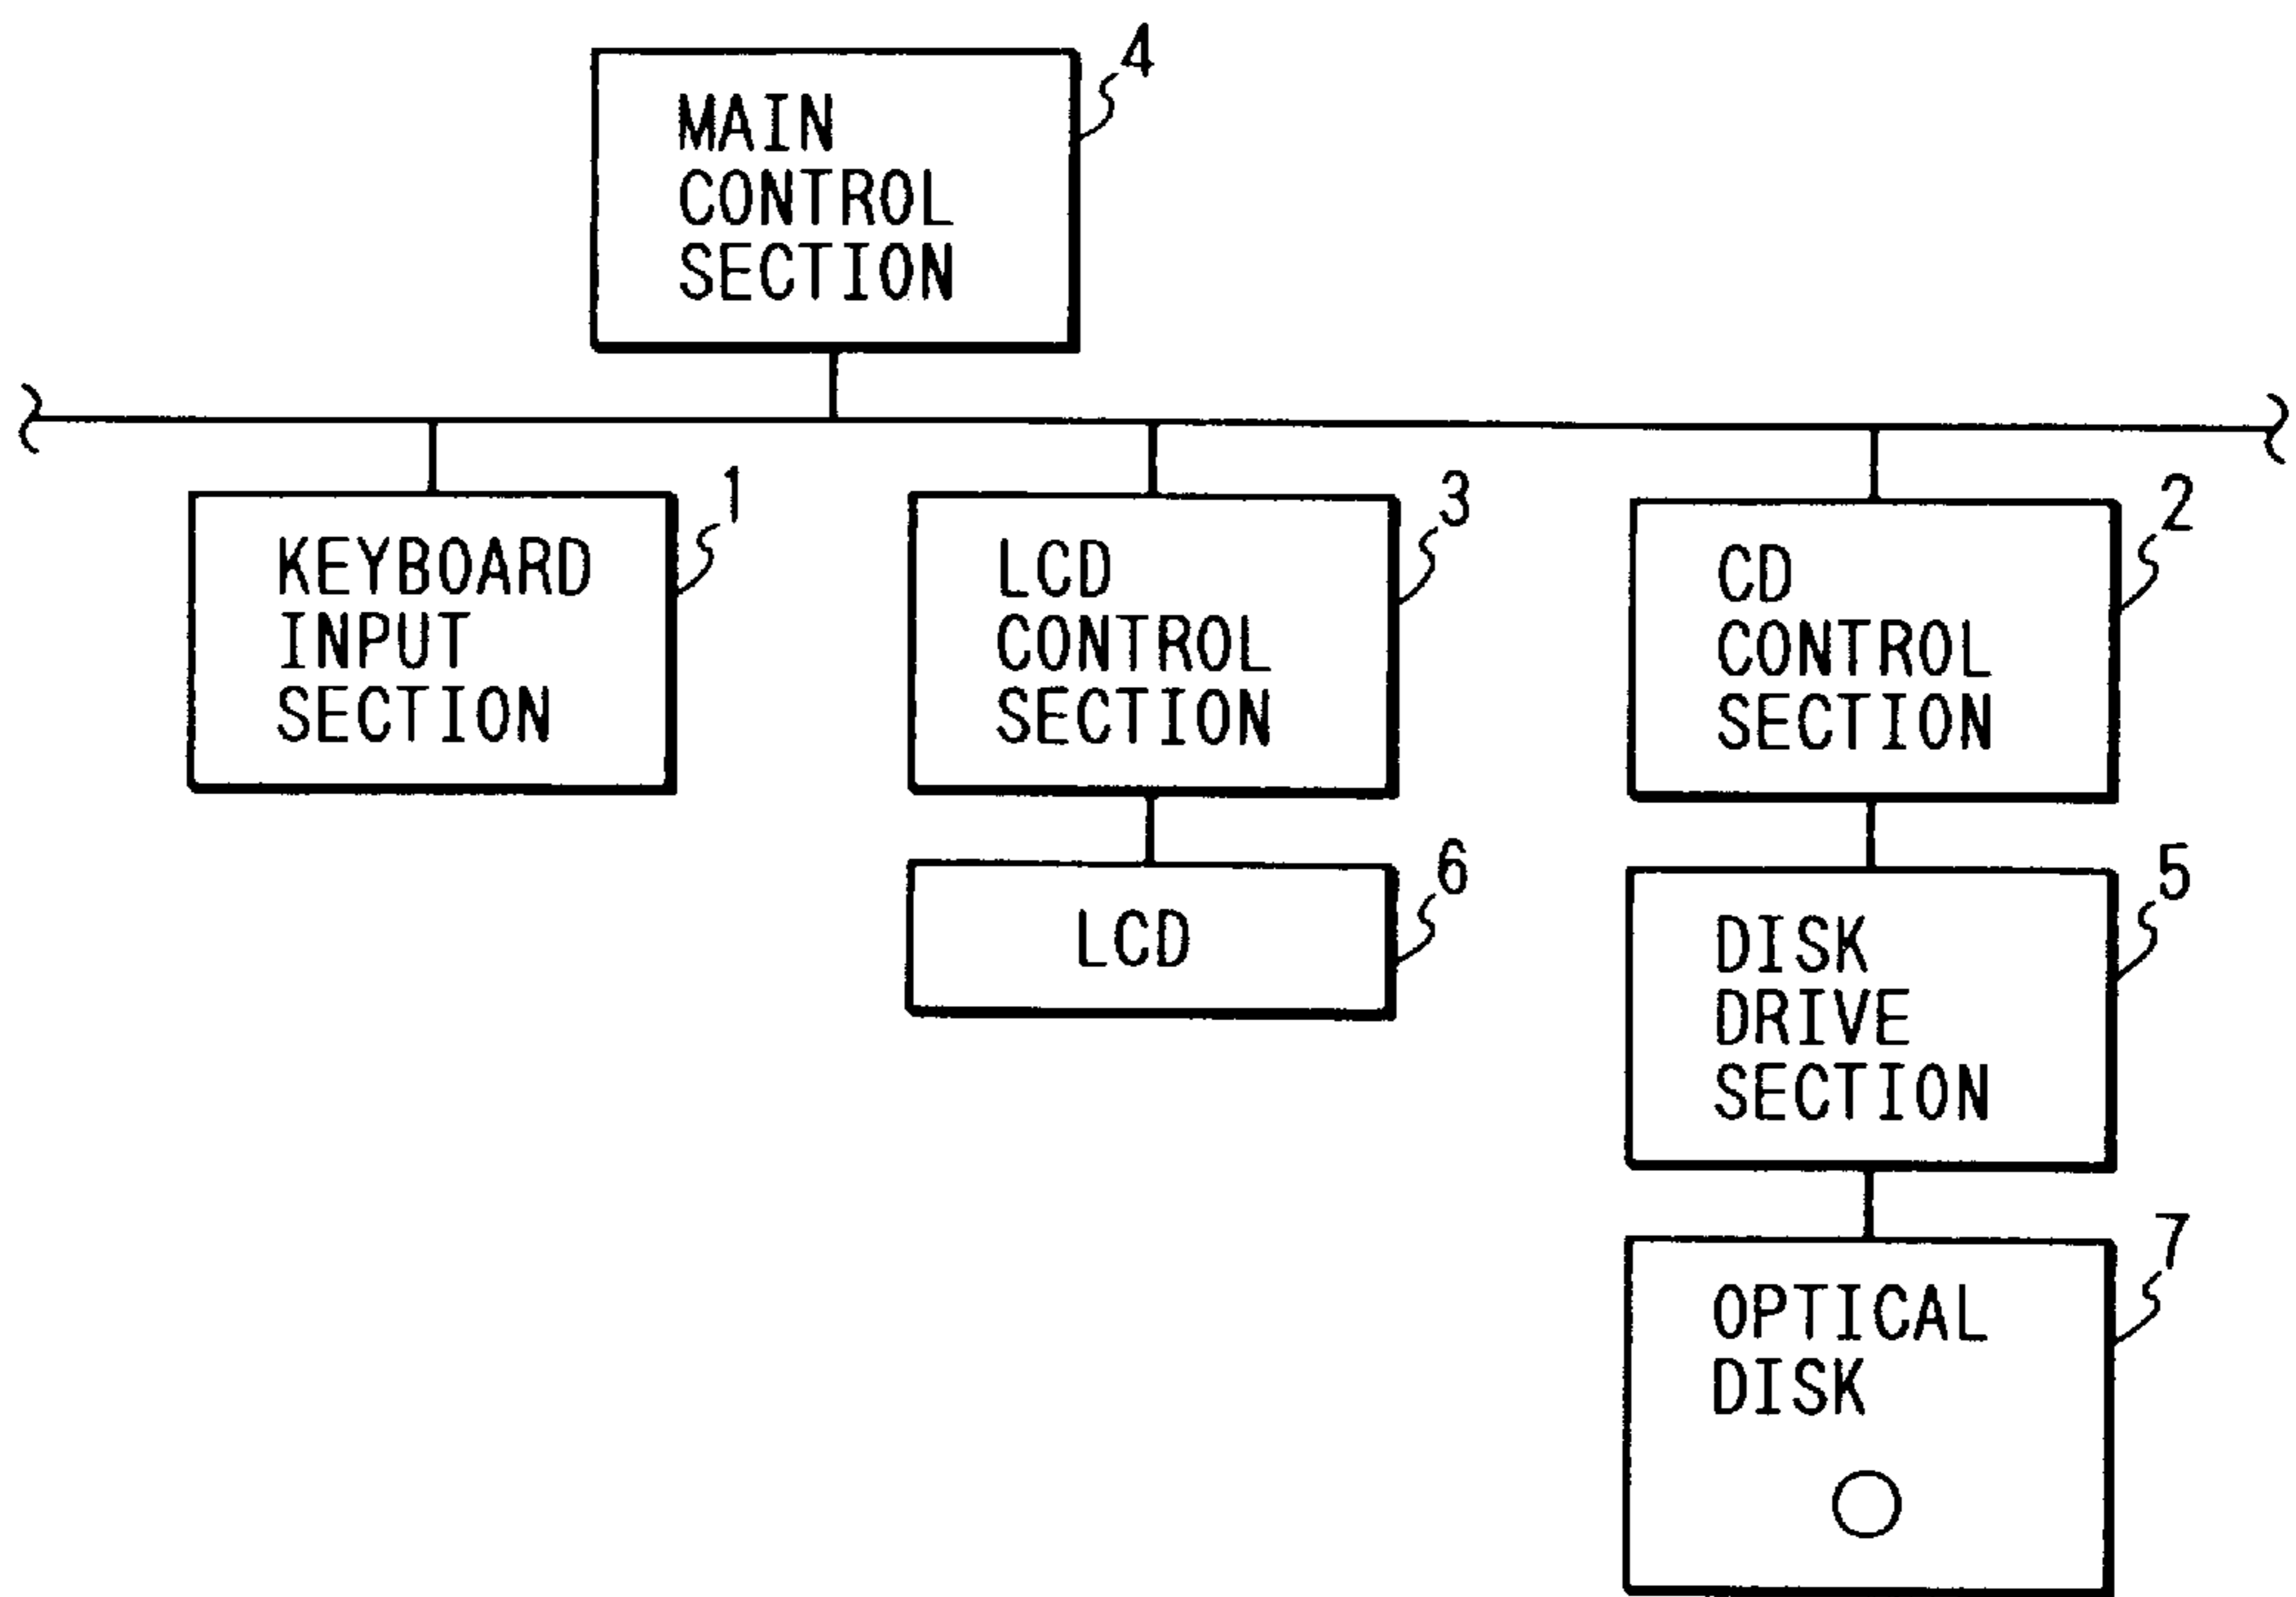 4
MAIN
CONTROL
SECTION
1
KEYBOARD
INPUT
SECTION
3
LCD
CONTROL
SECTION
2
CD
CONTROL
SECTION
6
LCD
5
DISK
DRIVE
SECTION
7
OPTICAL
DISK